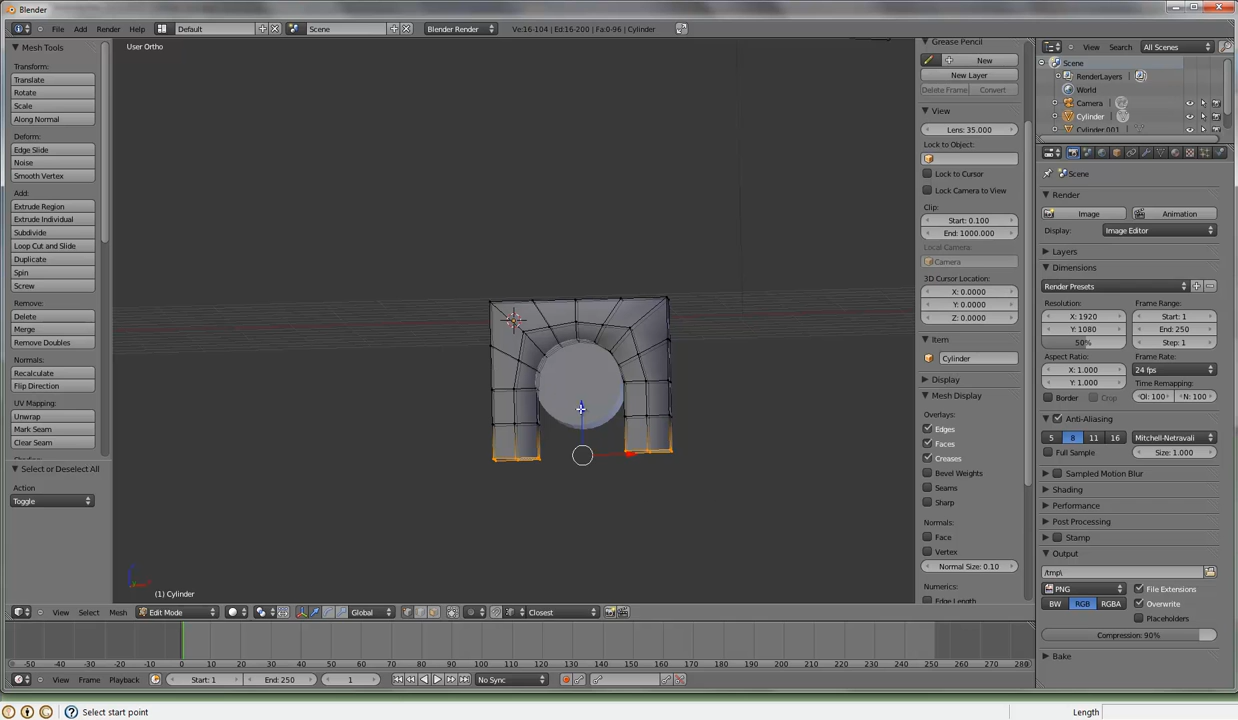 Blender
File Add Render Help Default Scene Blender Render Ve:16-104 | Ed:16-200 | Fa:0-96 | Cylinder
User Ortho
Mesh Tools
Transform:
Translate
Rotate
Scale
Along Normal
Deform:
Edge Slide
Noise
Smooth Vertex
Add:
Extrude Region
Extrude Individual
Subdivide
Loop Cut and Slide
Duplicate
Spin
Screw
Remove:
Delete
Merge
Remove Doubles
Normals:
Recalculate
Flip Direction
UV Mapping:
Unwrap
Mark Seam
Clear Seam
Select or Deselect All
Action
Toggle
(1) Cylinder
View Select Mesh Edit Mode Global Closest
Grease Pencil
New
New Layer
Delete Frame Convert
View
Lens: 35.000
Lock to Object:
Lock to Cursor
Lock Camera to View
Clip:
Start: 0.100
End: 1000.000
Local Camera:
Camera
3D Cursor Location:
X: 0.0000
Y: 0.0000
Z: 0.0000
Item
Cylinder
Display
Mesh Display
Overlays:
Edges
Faces
Creases
Bevel Weights
Seams
Sharp
Normals:
Face
Vertex
Normal Size: 0.10
Numerics:
Edge Length
View Search All Scenes
Scene
RenderLayers
World
Camera
Cylinder
Cylinder.001
Scene
Render
Image Animation
Display: Image Editor
Layers
Dimensions
Render Presets
Resolution: Frame Range:
X: 1920 Start: 1
Y: 1080 End: 250
50% Step: 1
Aspect Ratio: Frame Rate:
X: 1.000 24 fps
Y: 1.000 Time Remapping:
Border Crop Ol: 100 N: 100
Anti-Aliasing
5 8 11 16 Mitchell-Netravali
Full Sample Size: 1.000
Sampled Motion Blur
Shading
Performance
Post Processing
Stamp
Output
/tmp\
PNG File Extensions
BW RGB RGBA Overwrite
Placeholders
Compression: 90%
Bake
-50 -40 -30 -20 -10 0 10 20 30 40 50 60 70 80 90 100 110 120 130 140 150 160 170 180 190 200 210 220 230 240 250 260 270 280
View Frame Playback Start: 1 End: 250 1 No Sync
Select start point Length